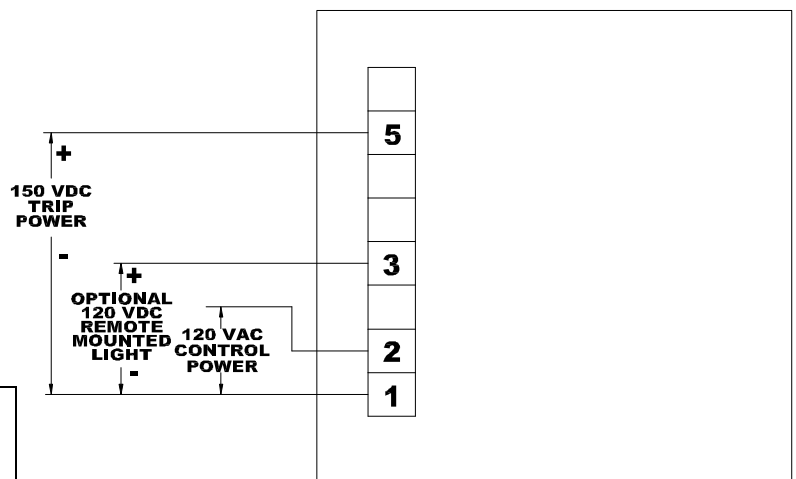 5
+
150 VDC
TRIP
POWER
-
3
+
OPTIONAL
120 VDC
REMOTE
MOUNTED
LIGHT
-
120 VAC
CONTROL
POWER
2
1